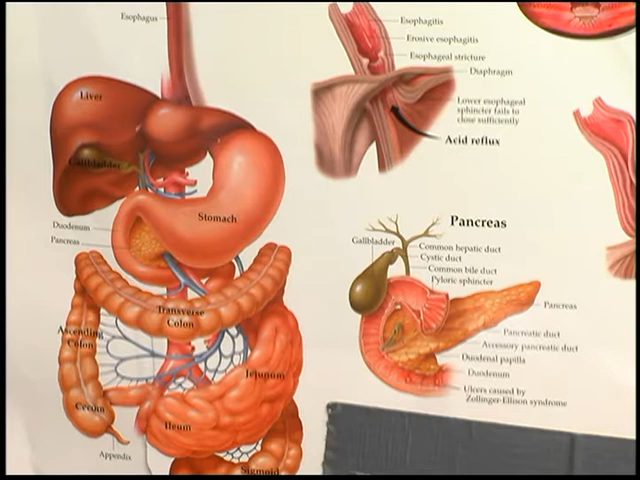 Esophagus
Liver
Gallbladder
Stomach
Duodenum
Pancreas
Transverse
Colon
Ascending
Colon
Jejunum
Cecum
Ileum
Appendix
Sigmoid
Esophagitis
Erosive esophagitis
Esophageal stricture
Diaphragm
Lower esophageal
sphincter fails to
close sufficiently
Acid reflux
Pancreas
Gallbladder
Common hepatic duct
Cystic duct
Common bile duct
Pyloric sphincter
Pancreas
Pancreatic duct
Accessory pancreatic duct
Duodenal papilla
Duodenum
Ulcers caused by
Zollinger-Ellison syndrome